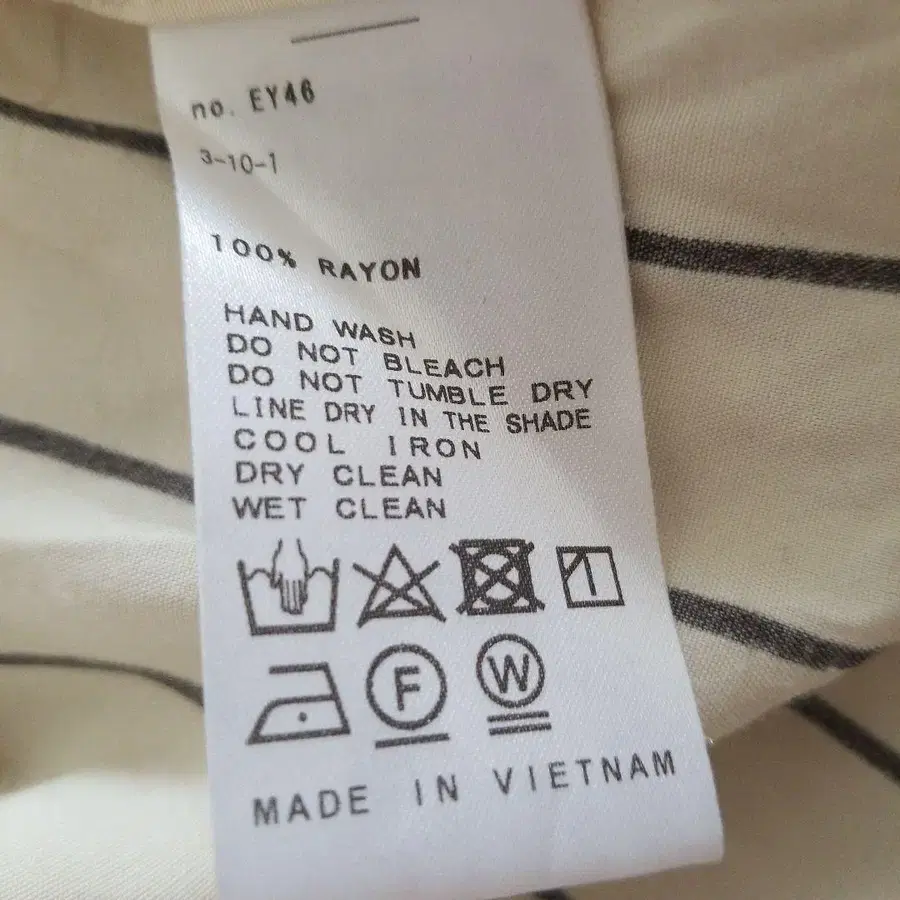 no. EY46
3-10-1
100% RAYON
HAND WASH
DO NOT BLEACH
DO NOT TUMBLE DRY
LINE DRY IN THE SHADE
COOL IRON
DRY CLEAN
WET CLEAN
F W
MADE IN VIETNAM